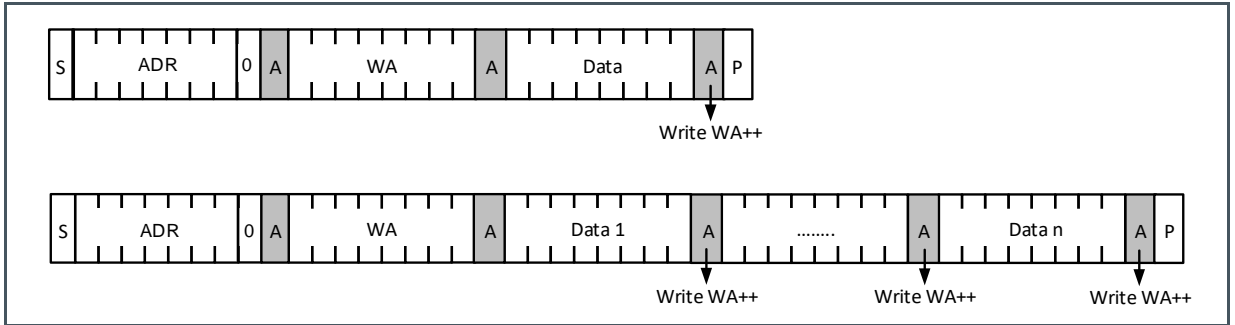 S ADR 0 A WA A Data A P
Write WA++
S ADR 0 A WA A Data 1 A ........ A Data n A P
Write WA++ Write WA++ Write WA++